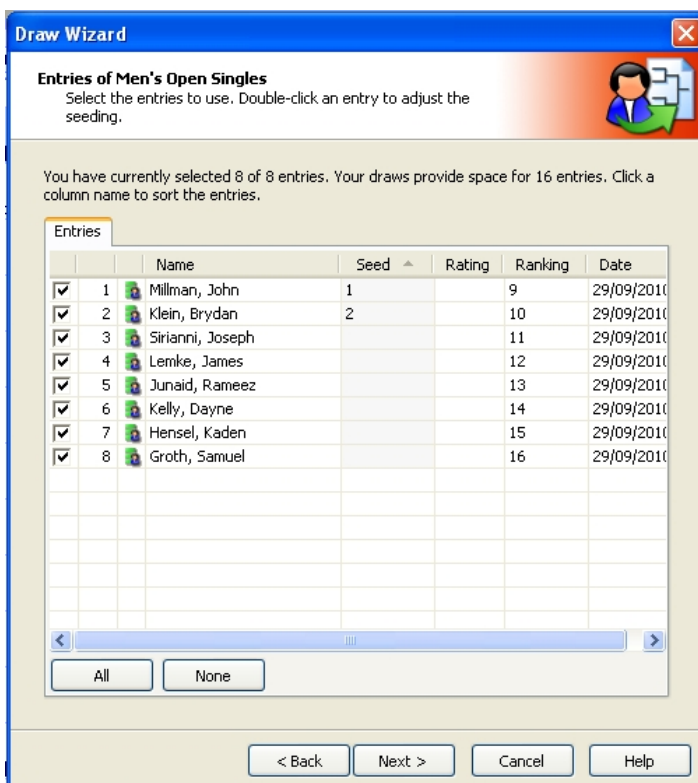 Draw Wizard
Entries of Men's Open Singles
Select the entries to use. Double-click an entry to adjust the
seeding.
You have currently selected 8 of 8 entries. Your draws provide space for 16 entries. Click a
column name to sort the entries.
Entries
Name Seed Rating Ranking Date
1 Millman, John 1 9 29/09/2010
2 Klein, Brydan 2 10 29/09/2010
3 Sirianni, Joseph 11 29/09/2010
4 Lemke, James 12 29/09/2010
5 Junaid, Rameez 13 29/09/2010
6 Kelly, Dayne 14 29/09/2010
7 Hensel, Kaden 15 29/09/2010
8 Groth, Samuel 16 29/09/2010
All None
< Back Next > Cancel Help